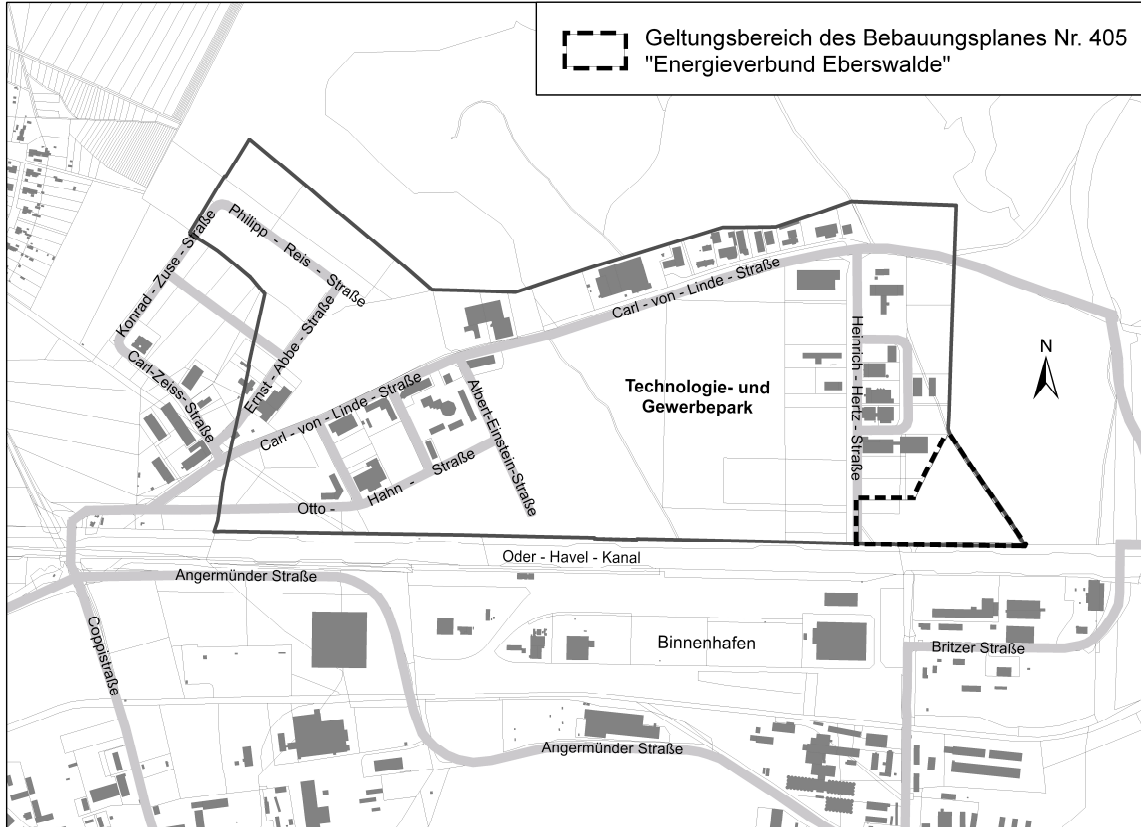 Geltungsbereich des Bebauungsplanes Nr. 405
"Energieverbund Eberswalde"
Philipp - Reis - Straße
Konrad - Zuse - Straße
Carl - von - Linde - Straße
N
Ernst - Abbe - Straße
Carl-Zeiss-Straße
Heinrich - Hertz - Straße
Technologie- und
Gewerbepark
Carl - von - Linde - Straße
Albert-Einstein-Straße
Otto - Hahn - Straße
Oder - Havel - Kanal
Angermünder Straße
Coppistraße
Binnenhafen
Britzer Straße
Angermünder Straße